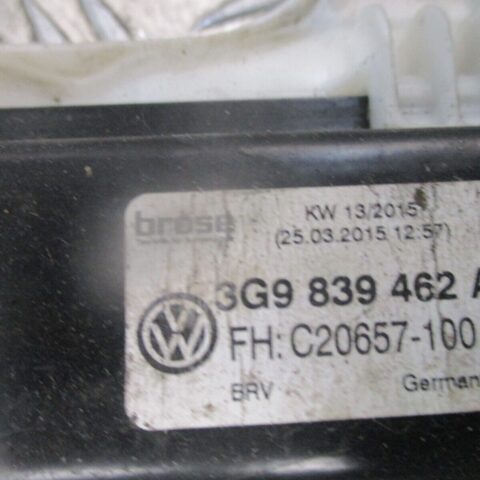 brose
KW 13/2015
(25.03.2015 12:57)
3G9 839 462 A
FH: C20657-100
BRV German